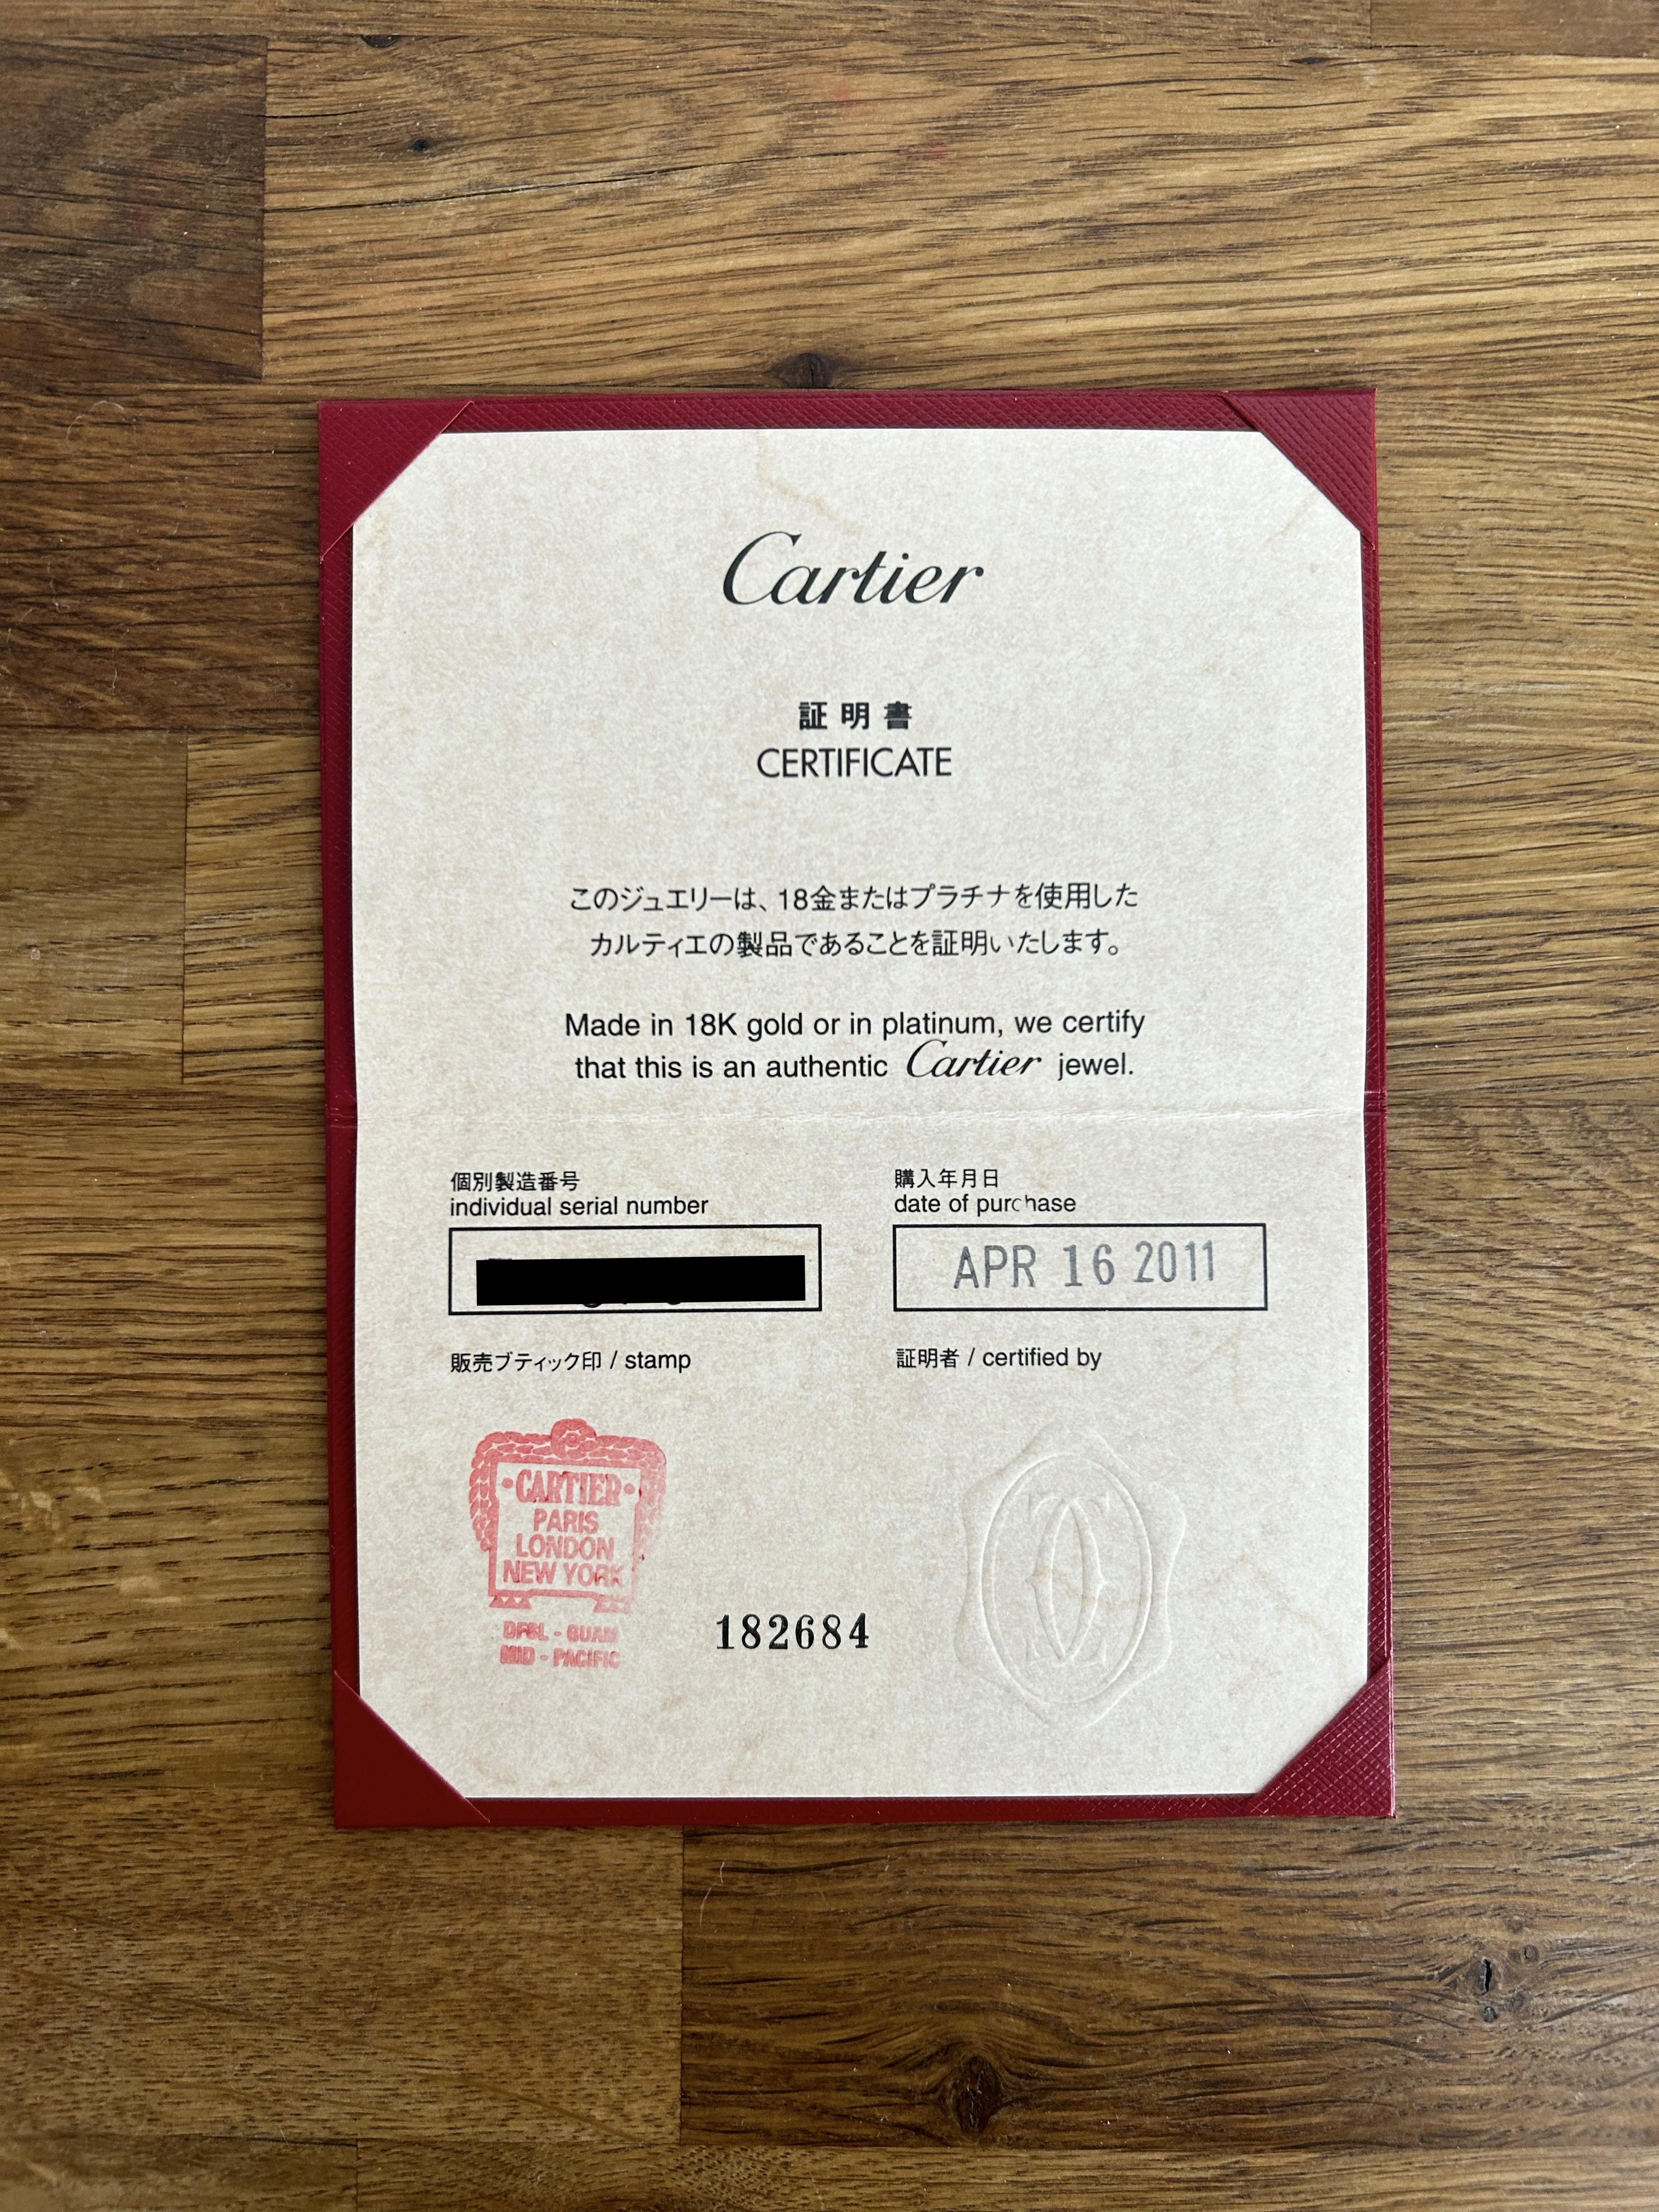 Cartier
証明書
CERTIFICATE
このジュエリーは、18金またはプラチナを使用した
カルティエの製品であることを証明いたします。
Made in 18K gold or in platinum, we certify
that this is an authentic Cartier jewel.
個別製造番号
individual serial number
購入年月日
date of purchase
APR 16 2011
販売ブティック印 / stamp
証明者 / certified by
·CARTIER·
PARIS
LONDON
NEW YORK
DFSL - GUAM
MID - PACIFIC
182684